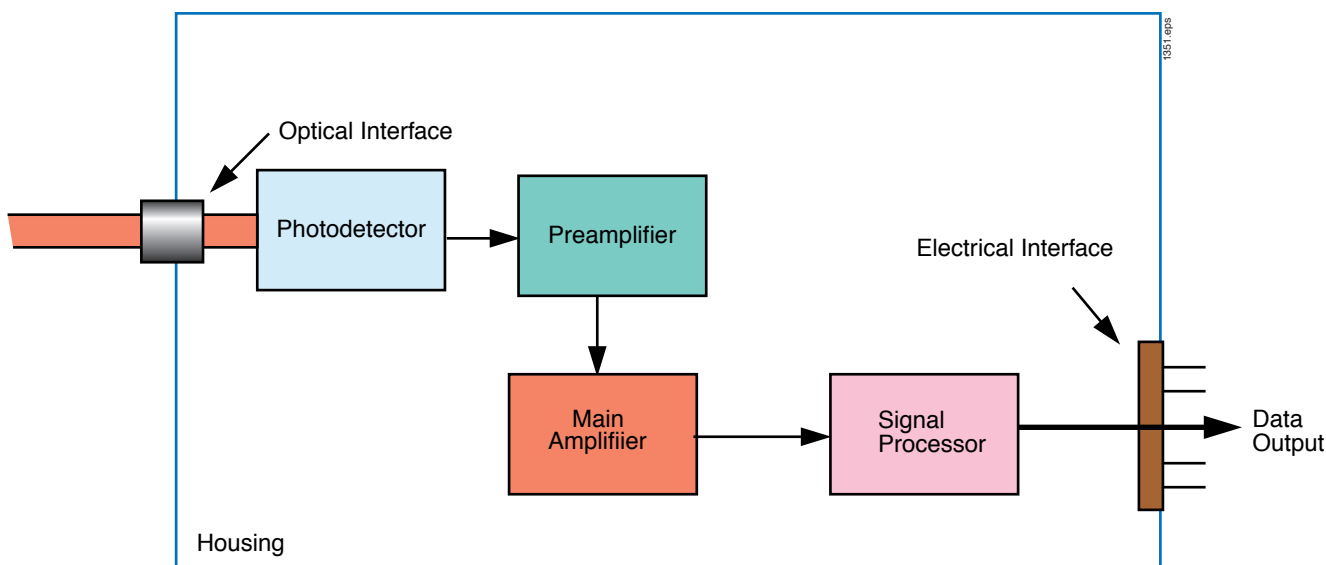 1351.eps
Optical Interface
Photodetector
Preamplifier
Electrical Interface
Main
Amplifiier
Signal
Processor
Data
Output
Housing